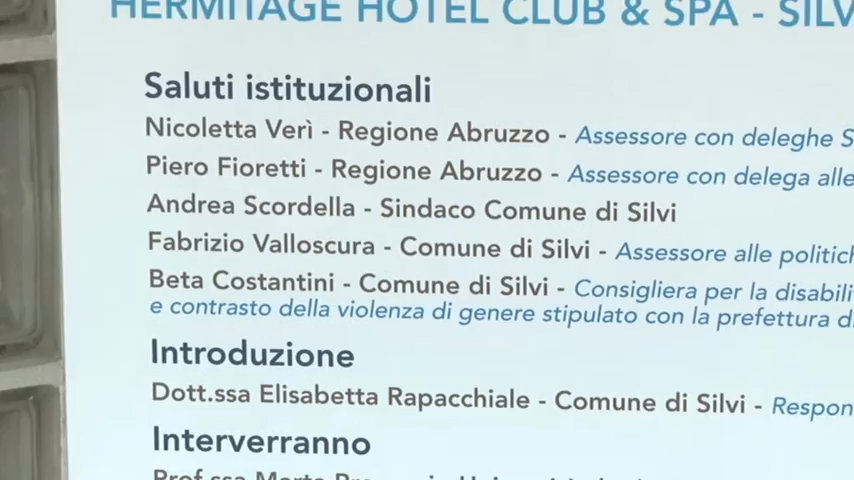 HERMITAGE HOTEL CLUB & SPA - SILV
Saluti istituzionali
Nicoletta Verì - Regione Abruzzo - Assessore con deleghe S
Piero Fioretti - Regione Abruzzo - Assessore con delega alle
Andrea Scordella - Sindaco Comune di Silvi
Fabrizio Valloscura - Comune di Silvi - Assessore alle politich
Beta Costantini - Comune di Silvi - Consigliera per la disabili
e contrasto della violenza di genere stipulato con la prefettura d
Introduzione
Dott.ssa Elisabetta Rapacchiale - Comune di Silvi - Respon
Interverranno
Prof.ssa